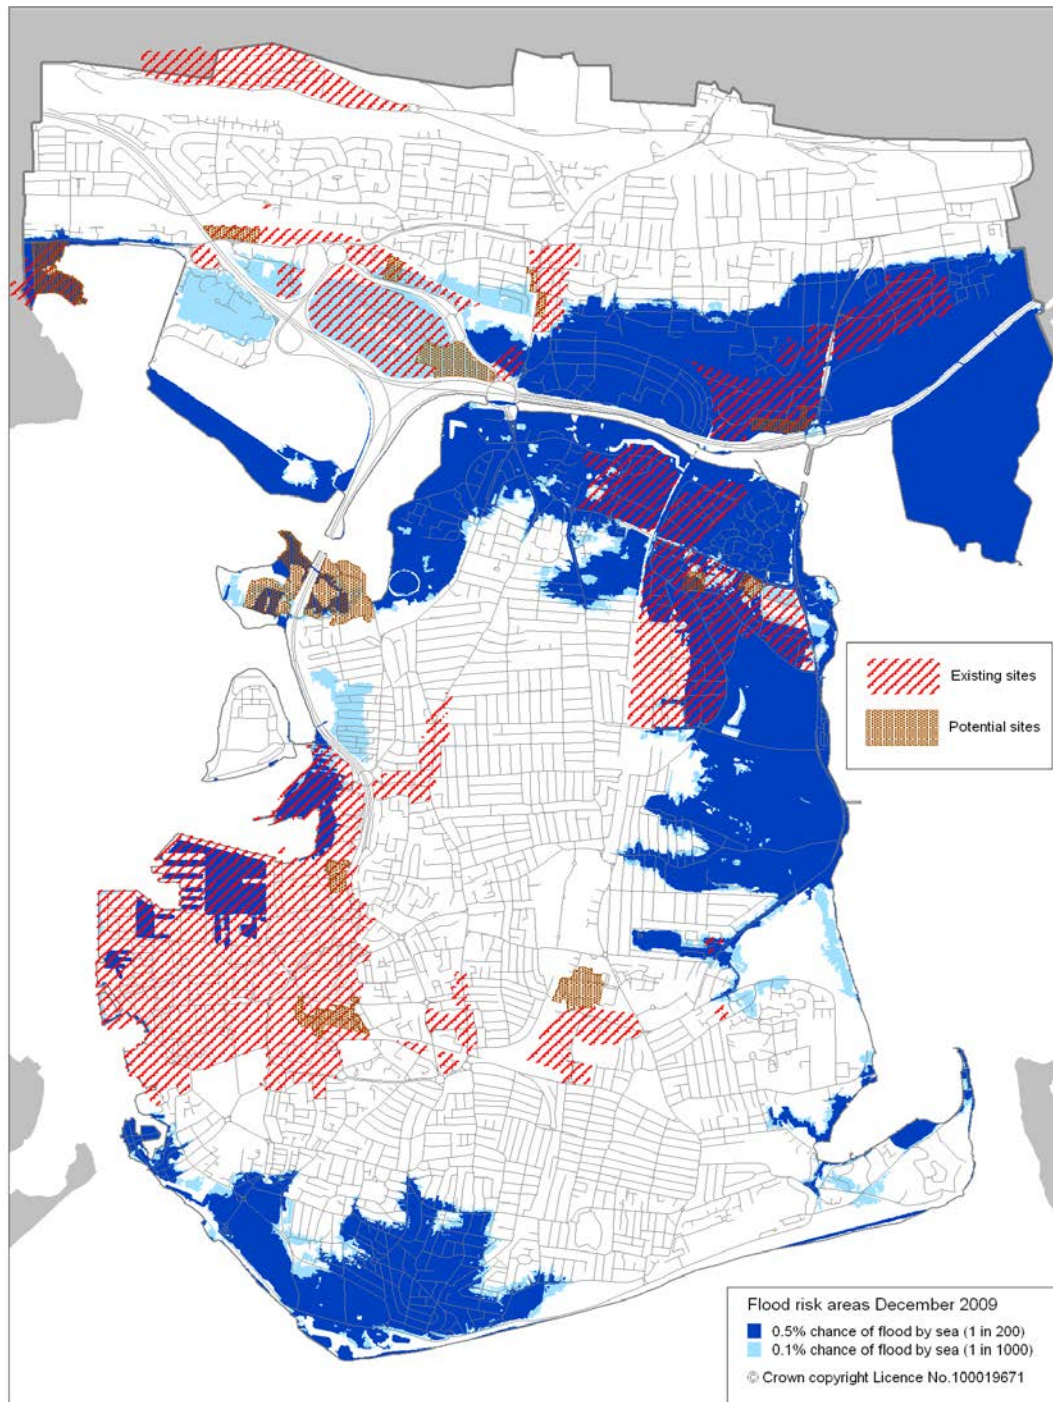 Existing sites
Potential sites
Flood risk areas December 2009
0.5% chance of flood by sea (1 in 200)
0.1% chance of flood by sea (1 in 1000)
© Crown copyright Licence No.100019671